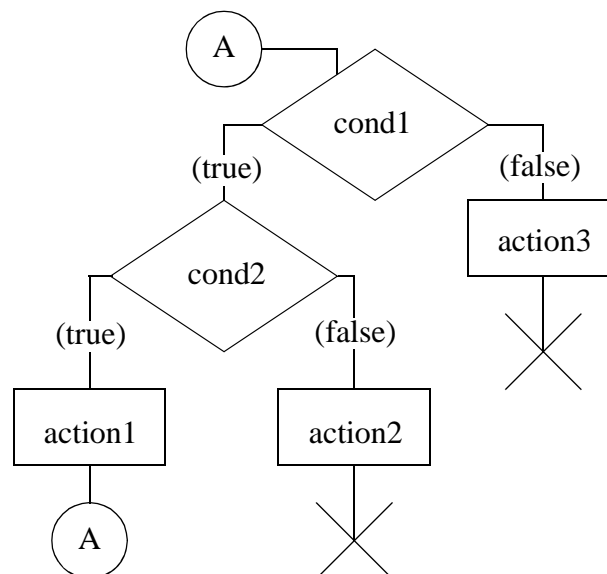 A
cond1
(true)
(false)
action3
cond2
(true)
(false)
action1
action2
A